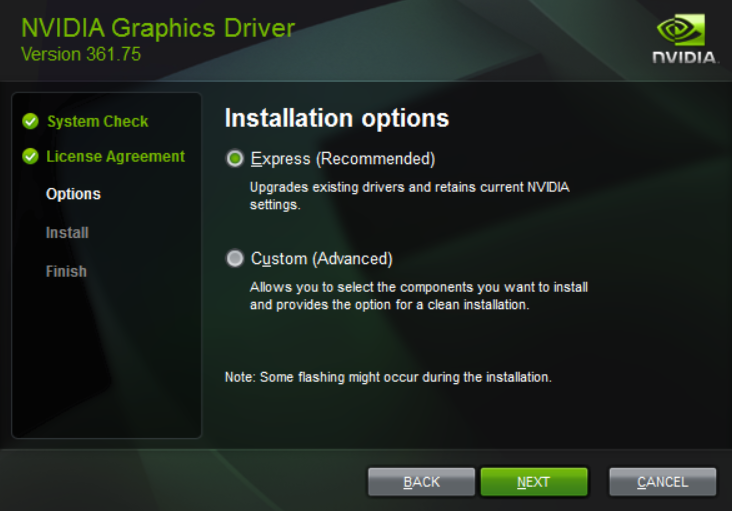 NVIDIA Graphics Driver
Version 361.75
NVIDIA.
System Check
License Agreement
Options
Install
Finish
Installation options
Express (Recommended)
Upgrades existing drivers and retains current NVIDIA
settings.
Custom (Advanced)
Allows you to select the components you want to install
and provides the option for a clean installation.
Note: Some flashing might occur during the installation.
BACK
NEXT
CANCEL